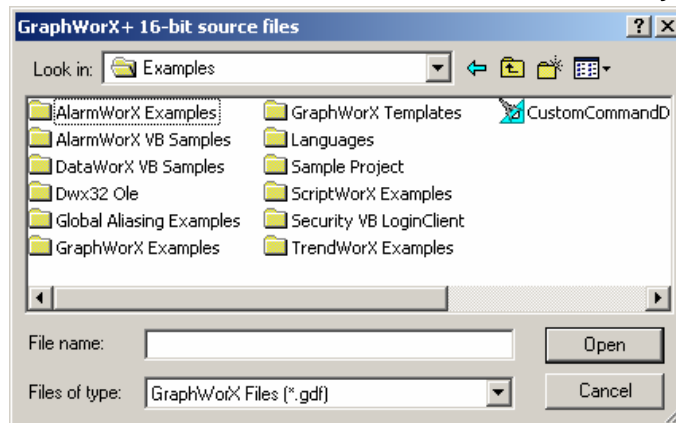 GraphWorX+ 16-bit source files
Look in: Examples
AlarmWorX Examples
AlarmWorX VB Samples
DataWorX VB Samples
Dwx32 Ole
Global Aliasing Examples
GraphWorX Examples
GraphWorX Templates
Languages
Sample Project
ScriptWorX Examples
Security VB LoginClient
TrendWorX Examples
CustomCommandD
File name:
Open
Files of type: GraphWorX Files (*.gdf)
Cancel